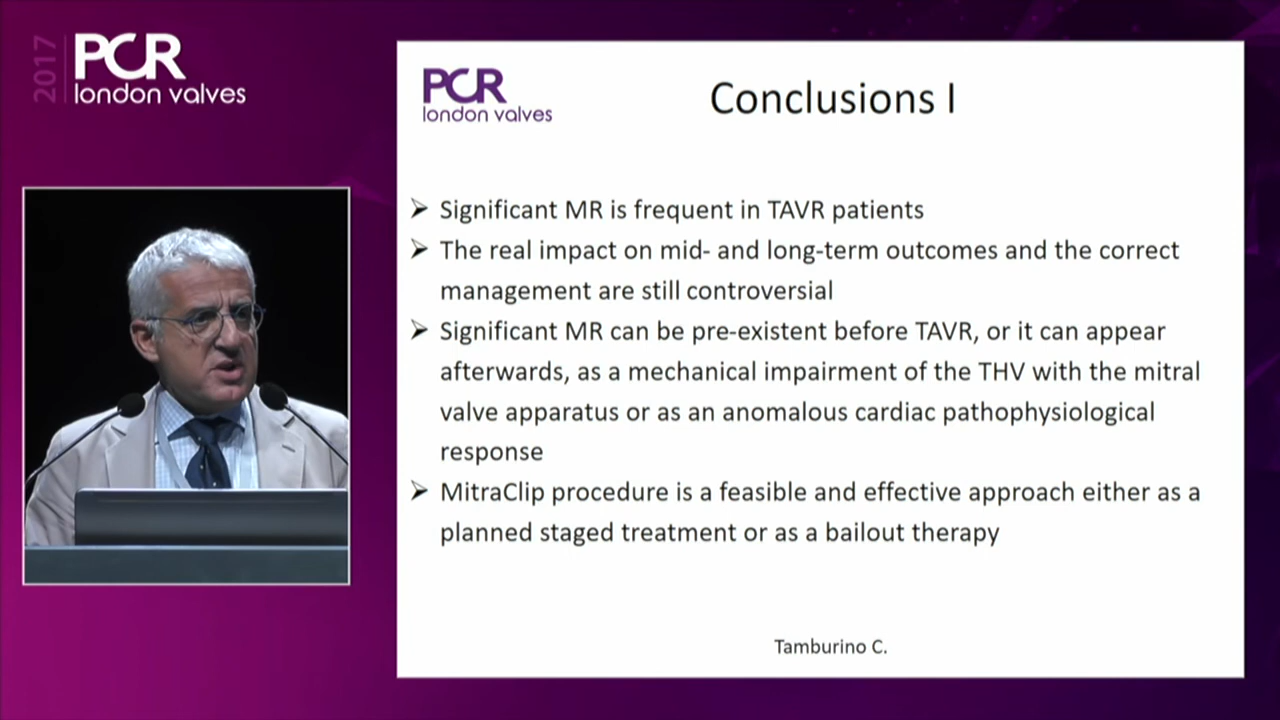 2017
PCR
london valves
PCR
london valves
Conclusions I
➢ Significant MR is frequent in TAVR patients
➢ The real impact on mid- and long-term outcomes and the correct
management are still controversial
➢ Significant MR can be pre-existent before TAVR, or it can appear
afterwards, as a mechanical impairment of the THV with the mitral
valve apparatus or as an anomalous cardiac pathophysiological
response
➢ MitraClip procedure is a feasible and effective approach either as a
planned staged treatment or as a bailout therapy
Tamburino C.